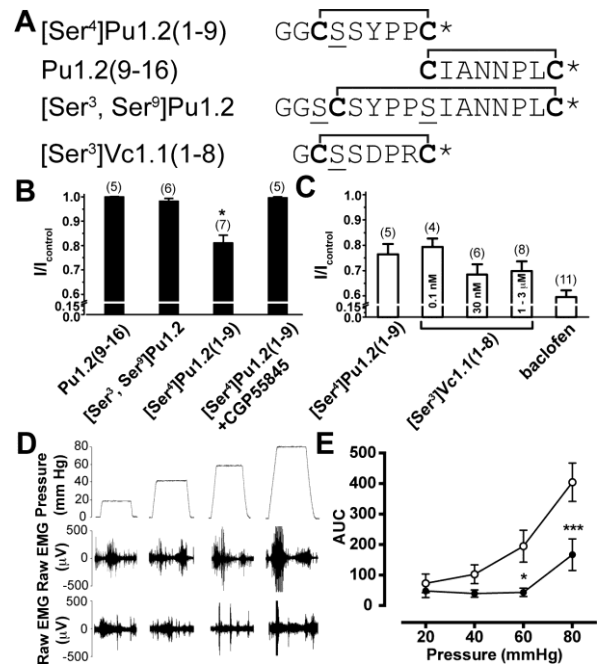 A
[Ser⁴]Pu1.2(1-9) GGCSSYPPC*
Pu1.2(9-16) CIANNPLC*
[Ser³, Ser⁹]Pu1.2 GGSCSYPPSIANNPLC*
[Ser³]Vc1.1(1-8) GCSSDPRC*
B
I/Icontrol
1.0
0.9
0.8
0.7
0.6
0.15
0.0
(5)
(6)
*
(7)
(5)
Pu1.2(9-16)
[Ser³, Ser⁹]Pu1.2
[Ser⁴]Pu1.2(1-9)
[Ser⁴]Pu1.2(1-9)
+CGP55845
C
I/Icontrol
1.0
0.9
0.8
0.7
0.6
0.15
0.0
(5)
(4)
(6)
(8)
(11)
0.1 nM
30 nM
1 - 3 µM
[Ser⁴]Pu1.2(1-9)
[Ser³]Vc1.1(1-8)
baclofen
D
Pressure
(mm Hg)
80
60
40
20
0
Raw EMG
(µV)
500
0
-500
Raw EMG
(µV)
500
0
-500
E
AUC
500
400
300
200
100
0
*
***
20 40 60 80
Pressure (mmHg)